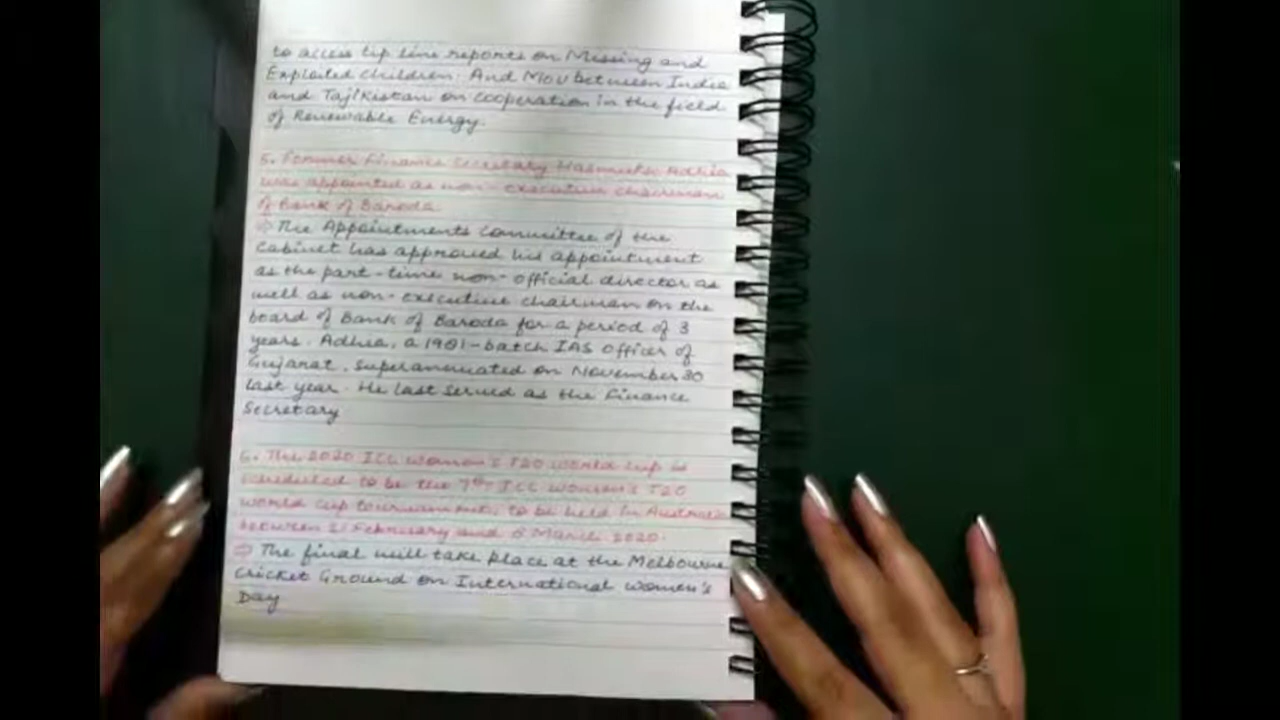 to access tip line reports on Missing and
Exploited children. And MOU between India
and Tajikistan on cooperation in the field
of Renewable Energy.
5. Former Finance Secretary Hasmukh Adhia
was appointed as non-executive chairman
of Bank of Baroda
⇒ The Appointments Committee of the
Cabinet has approved his appointment
as the part-time non-official director as
well as non-executive chairman on the
board of Bank of Baroda for a period of 3
years. Adhia, a 1981-batch IAS officer of
Gujarat, superannuated on November 30
last year. He last served as the Finance
Secretary
6. The 2020 ICC Women's T20 World Cup is
scheduled to be the 7th ICC Women's T20
World cup tournament, to be held in Australia
between 21 February and 8 March 2020.
⇒ The final will take place at the Melbourne
Cricket Ground on International Women's
Day